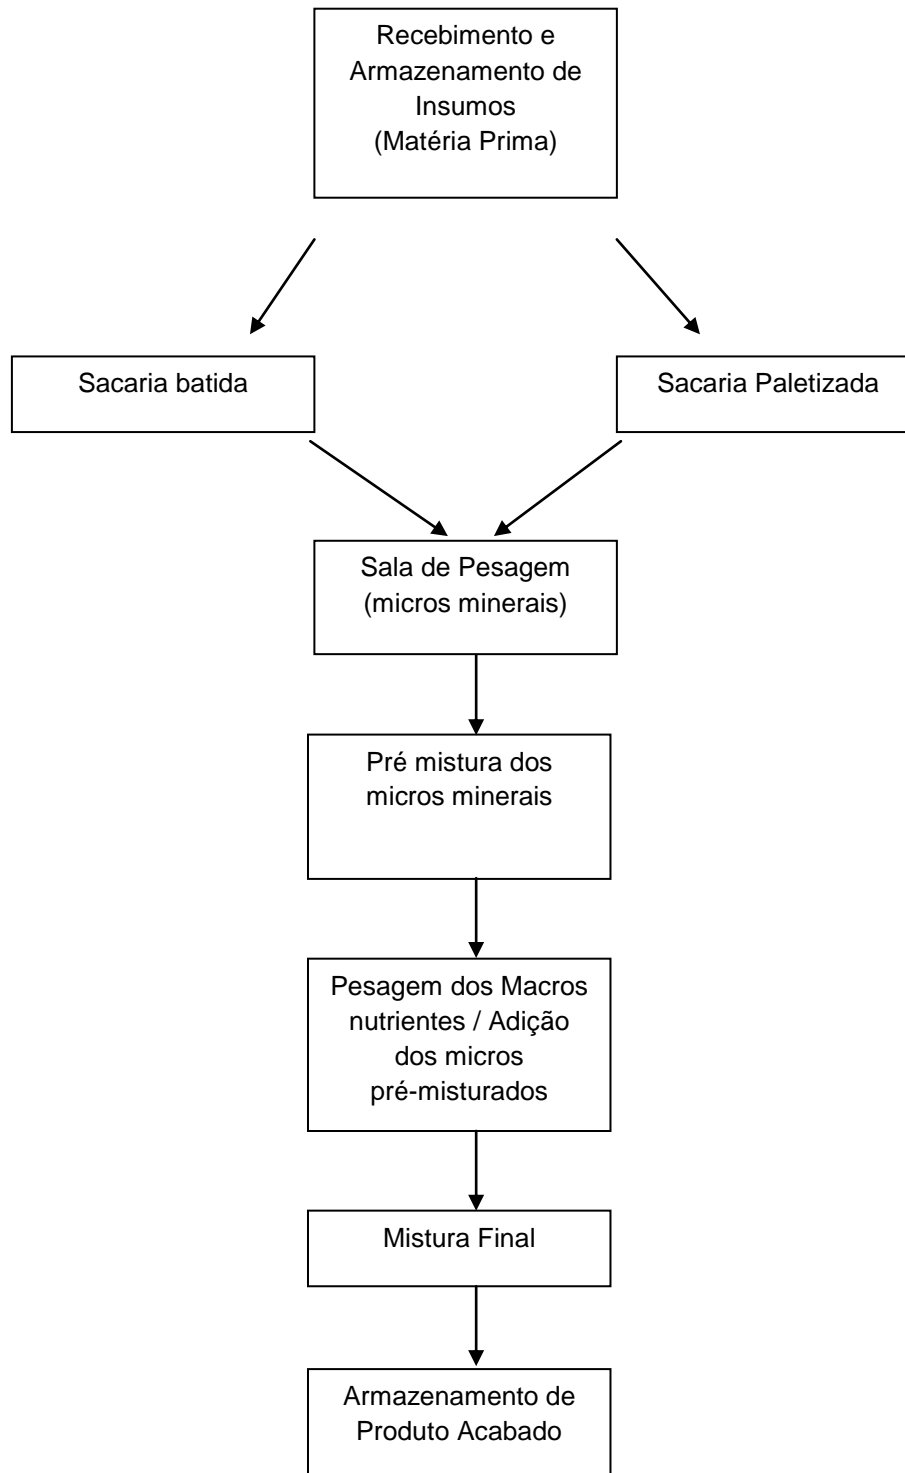 Recebimento e
Armazenamento de
Insumos
(Matéria Prima)
Sacaria batida
Sacaria Paletizada
Sala de Pesagem
(micros minerais)
Pré mistura dos
micros minerais
Pesagem dos Macros
nutrientes / Adição
dos micros
pré-misturados
Mistura Final
Armazenamento de
Produto Acabado